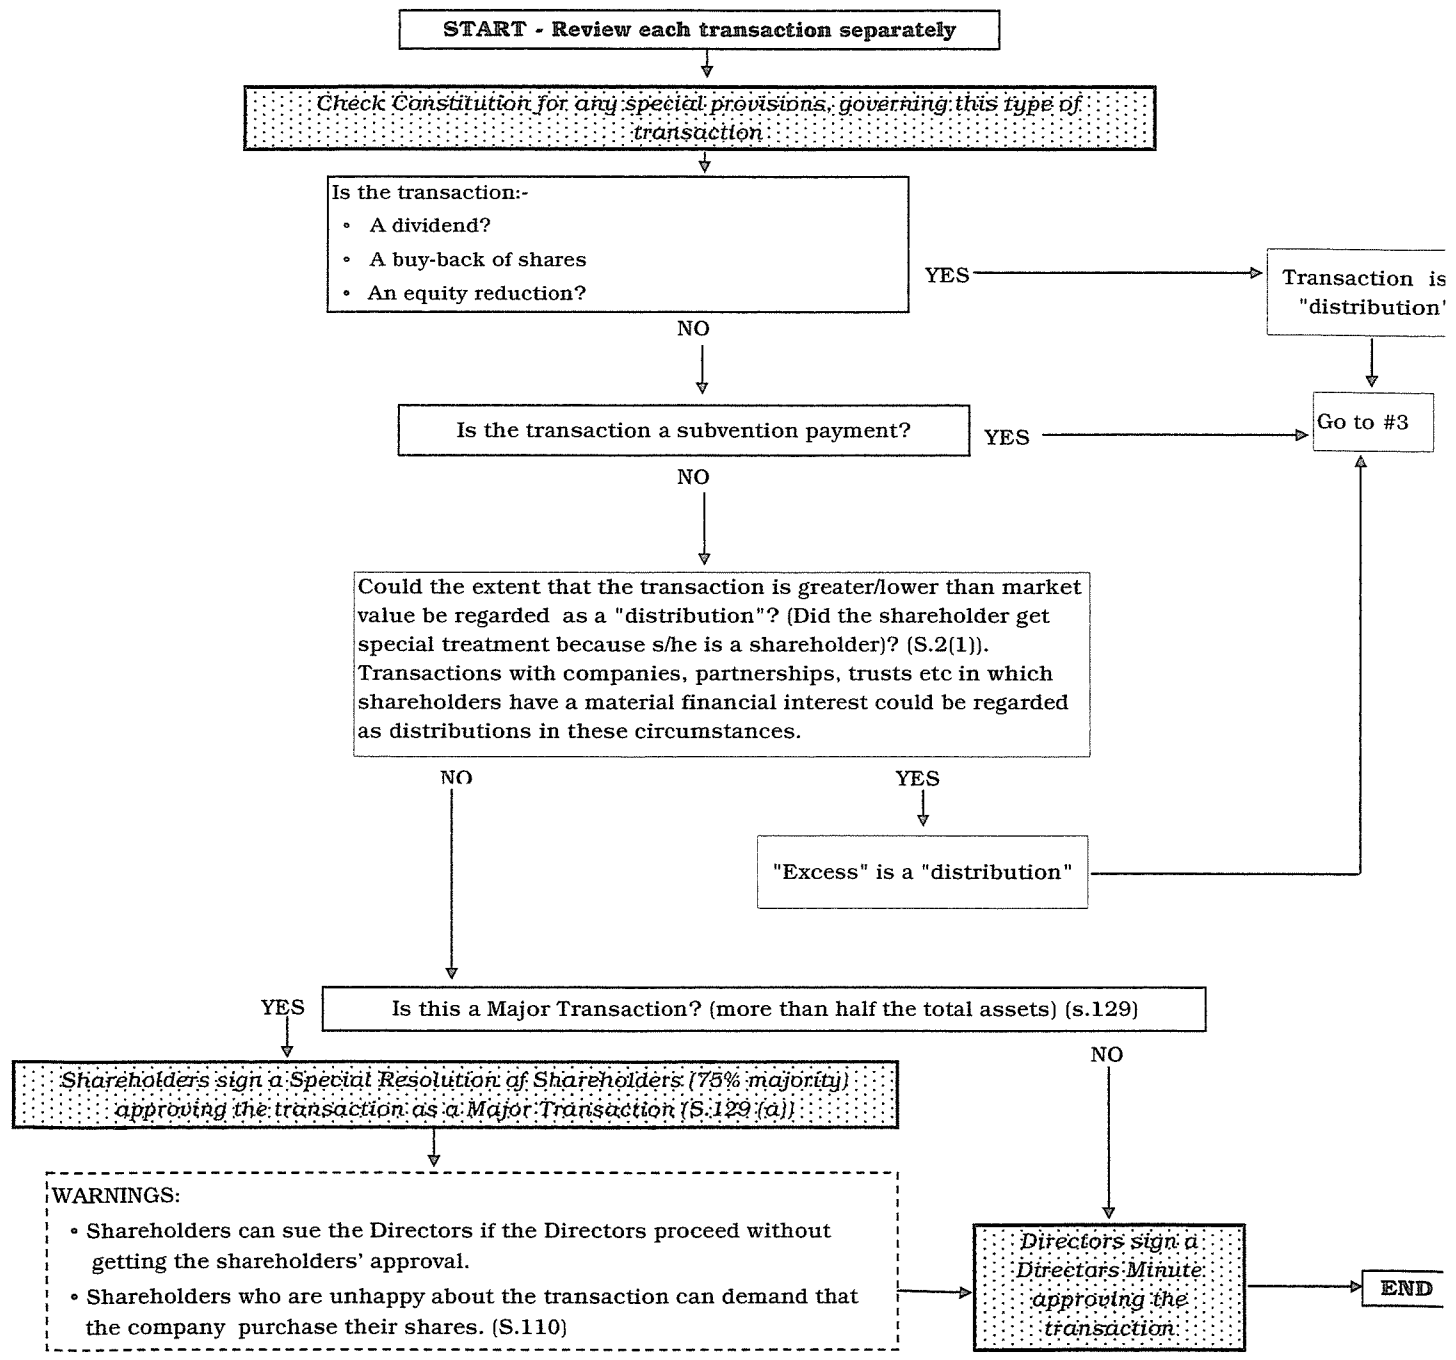 START - Review each transaction separately
Check Constitution for any special provisions, governing this type of
transaction
Is the transaction:-
• A dividend?
• A buy-back of shares
• An equity reduction?
YES
Transaction is
"distribution"
NO
Is the transaction a subvention payment?
YES
Go to #3
NO
Could the extent that the transaction is greater/lower than market
value be regarded as a "distribution"? (Did the shareholder get
special treatment because s/he is a shareholder)? (S.2(1)).
Transactions with companies, partnerships, trusts etc in which
shareholders have a material financial interest could be regarded
as distributions in these circumstances.
NO
YES
"Excess" is a "distribution"
YES
Is this a Major Transaction? (more than half the total assets) (s.129)
NO
Shareholders sign a Special Resolution of Shareholders (75% majority)
approving the transaction as a Major Transaction (S.129 (a))
WARNINGS:
• Shareholders can sue the Directors if the Directors proceed without
getting the shareholders' approval.
• Shareholders who are unhappy about the transaction can demand that
the company purchase their shares. (S.110)
Directors sign a
Directors Minute
approving the
transaction
END